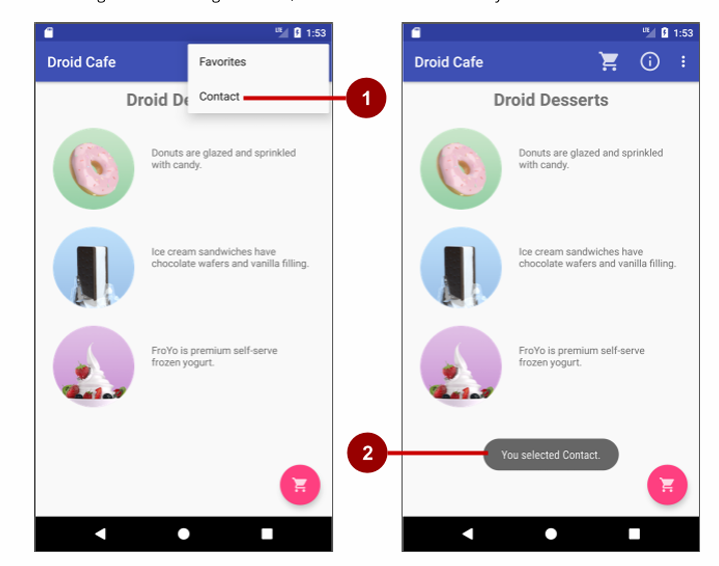 1:53
Droid Cafe
Favorites
Contact
1
Droid De
Donuts are glazed and sprinkled
with candy.
Ice cream sandwiches have
chocolate wafers and vanilla filling.
FroYo is premium self-serve
frozen yogurt.
LTE 1:53
Droid Cafe
Droid Desserts
Donuts are glazed and sprinkled
with candy.
Ice cream sandwiches have
chocolate wafers and vanilla filling.
FroYo is premium self-serve
frozen yogurt.
2
You selected Contact.